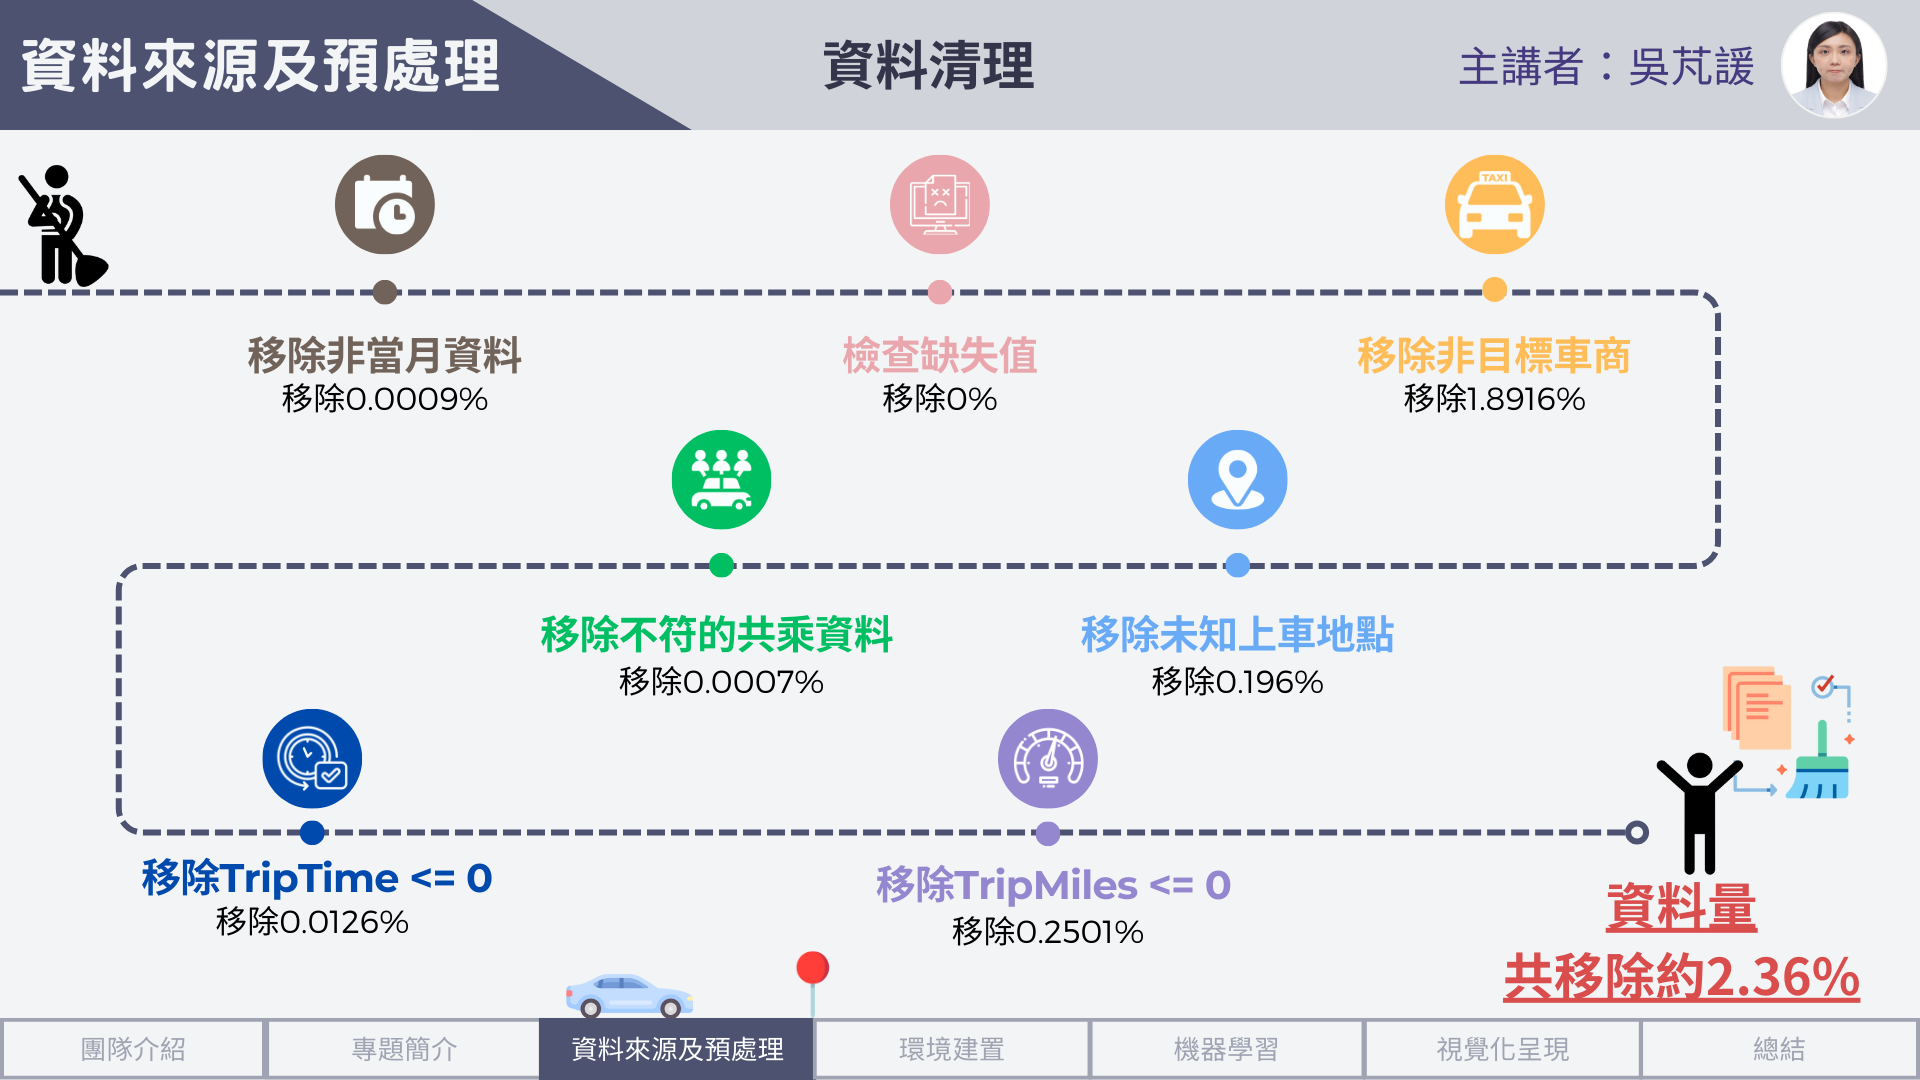 資料來源及預處理
資料清理
主講者：吳芃諼
TAXI
移除非當月資料
移除0.0009%
檢查缺失值
移除0%
移除非目標車商
移除1.8916%
移除不符的共乘資料
移除0.0007%
移除未知上車地點
移除0.196%
移除TripTime <= 0
移除0.0126%
移除TripMiles <= 0
移除0.2501%
資料量
共移除約2.36%
團隊介紹
專題簡介
資料來源及預處理
環境建置
機器學習
視覺化呈現
總結